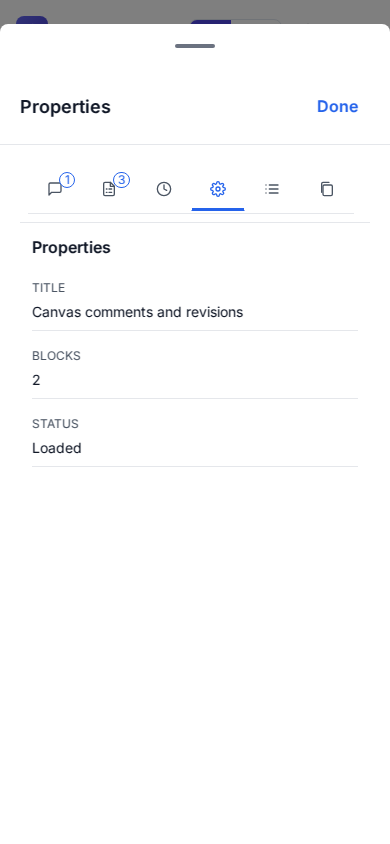 Properties
Done
1
3
Properties
TITLE
Canvas comments and revisions
BLOCKS
2
STATUS
Loaded